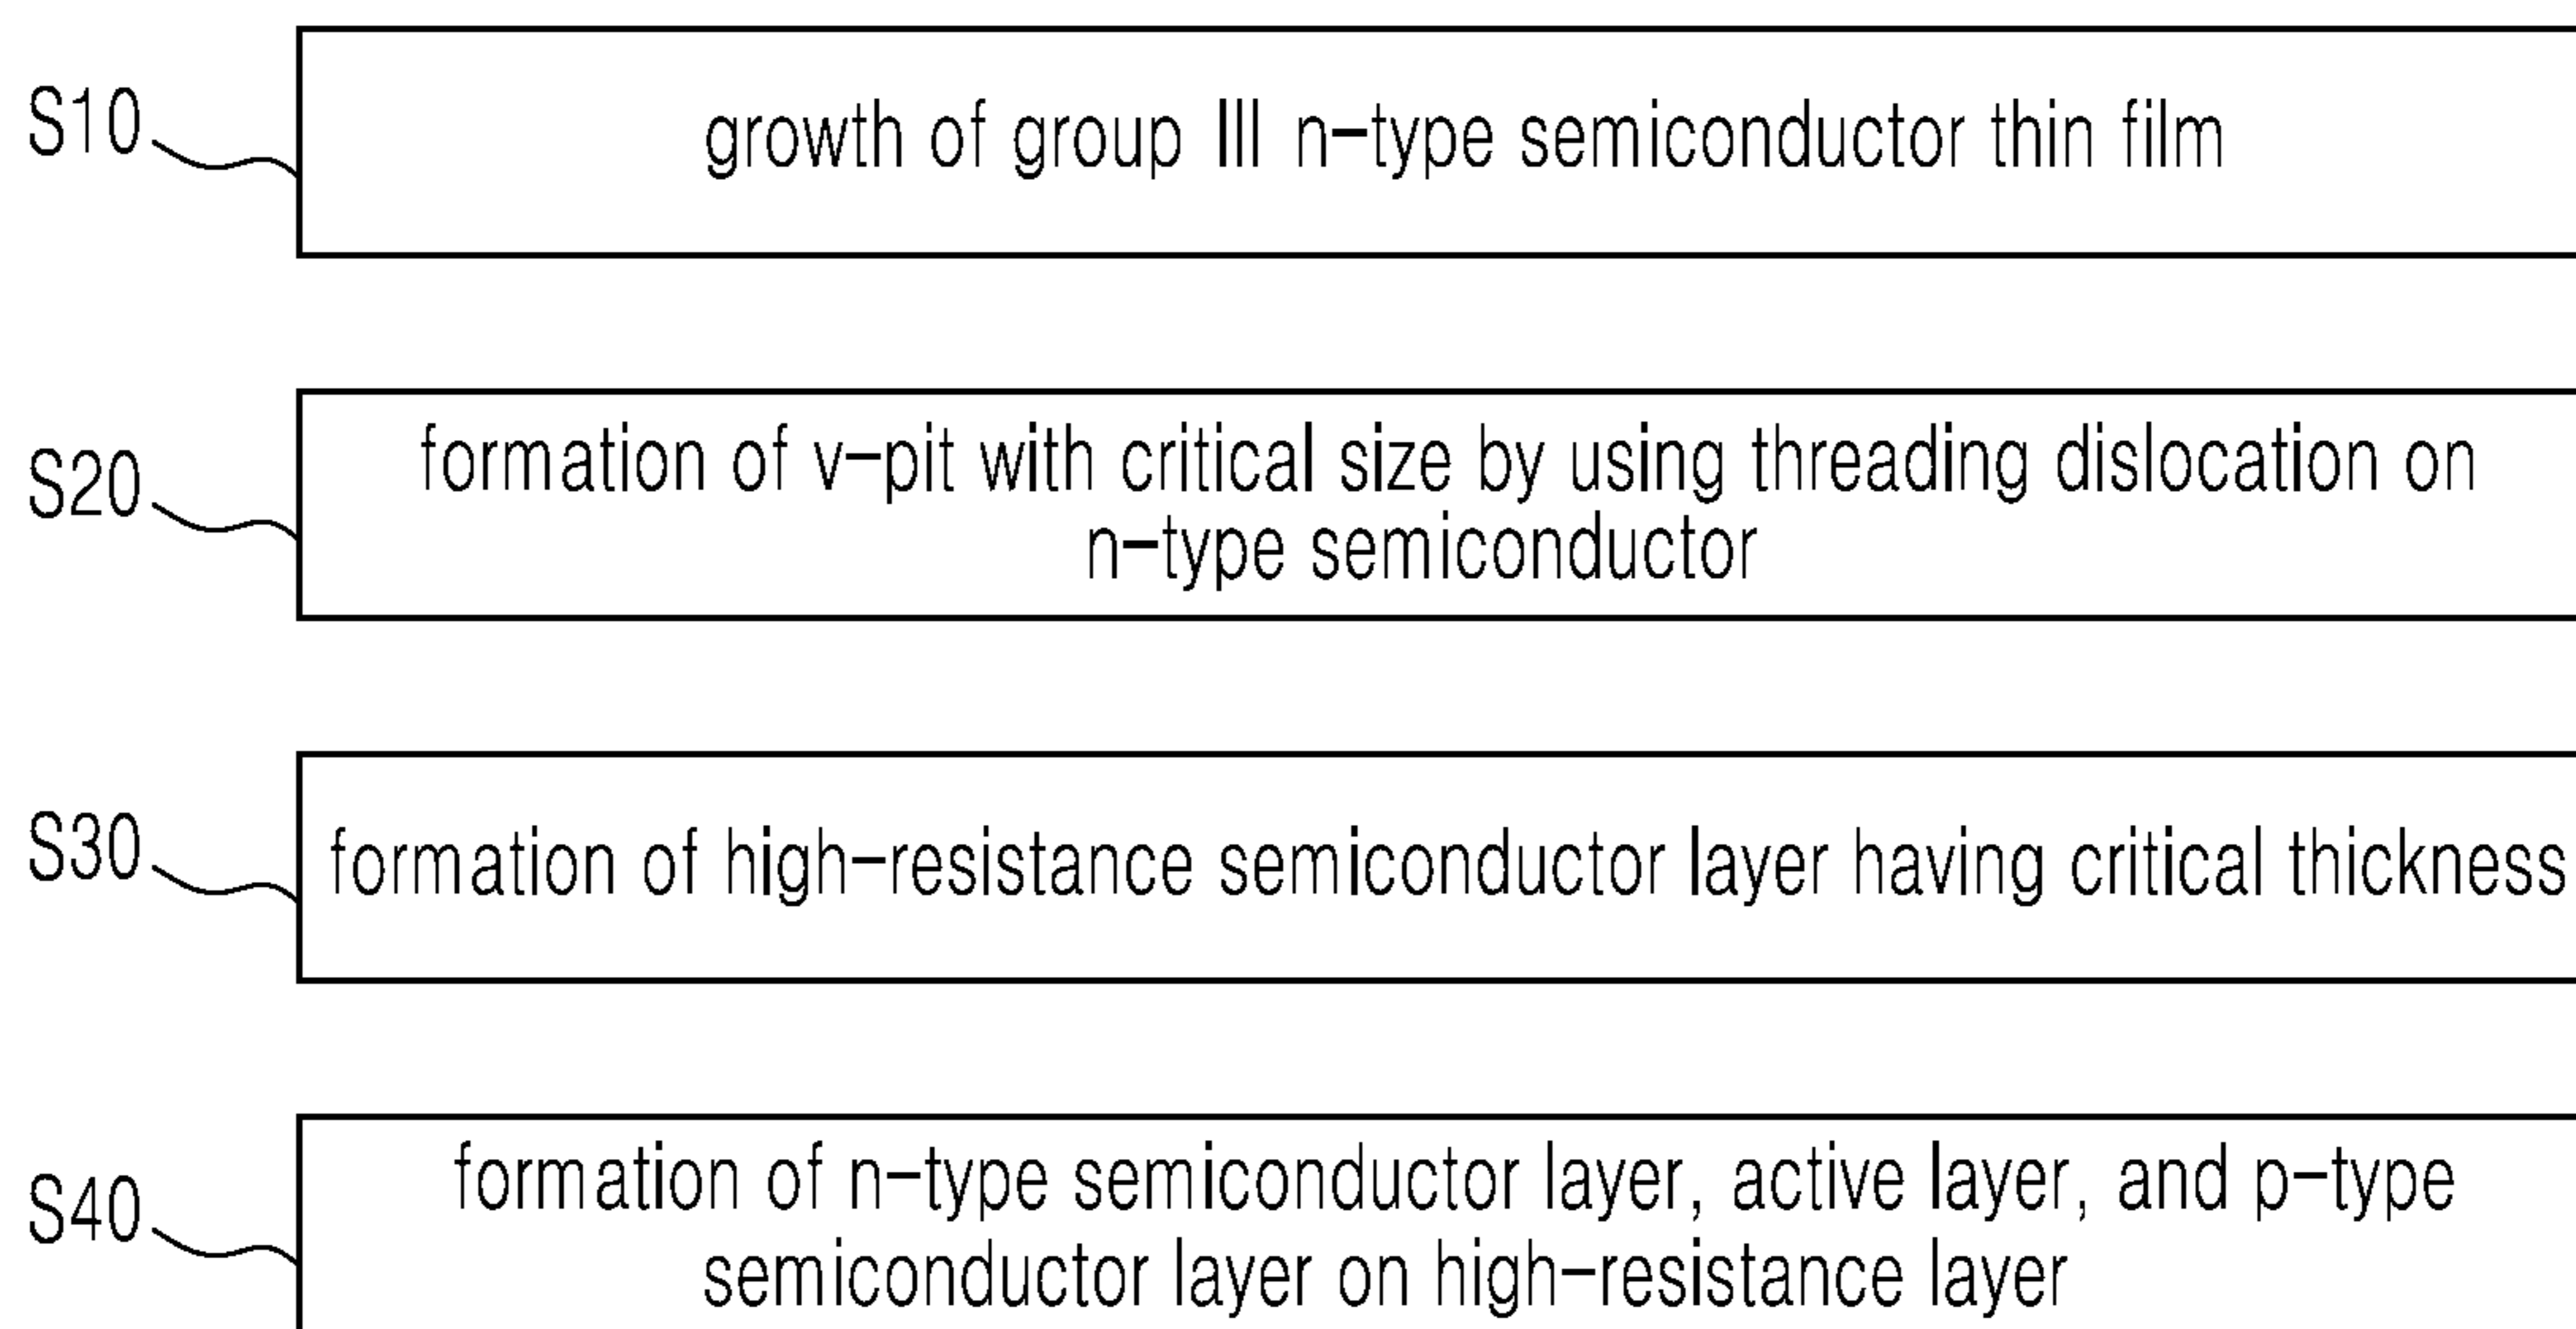 S10
growth of group III n-type semiconductor thin film
S20
formation of v-pit with critical size by using threading dislocation on
n-type semiconductor
S30
formation of high-resistance semiconductor layer having critical thickness
S40
formation of n-type semiconductor layer, active layer, and p-type
semiconductor layer on high-resistance layer